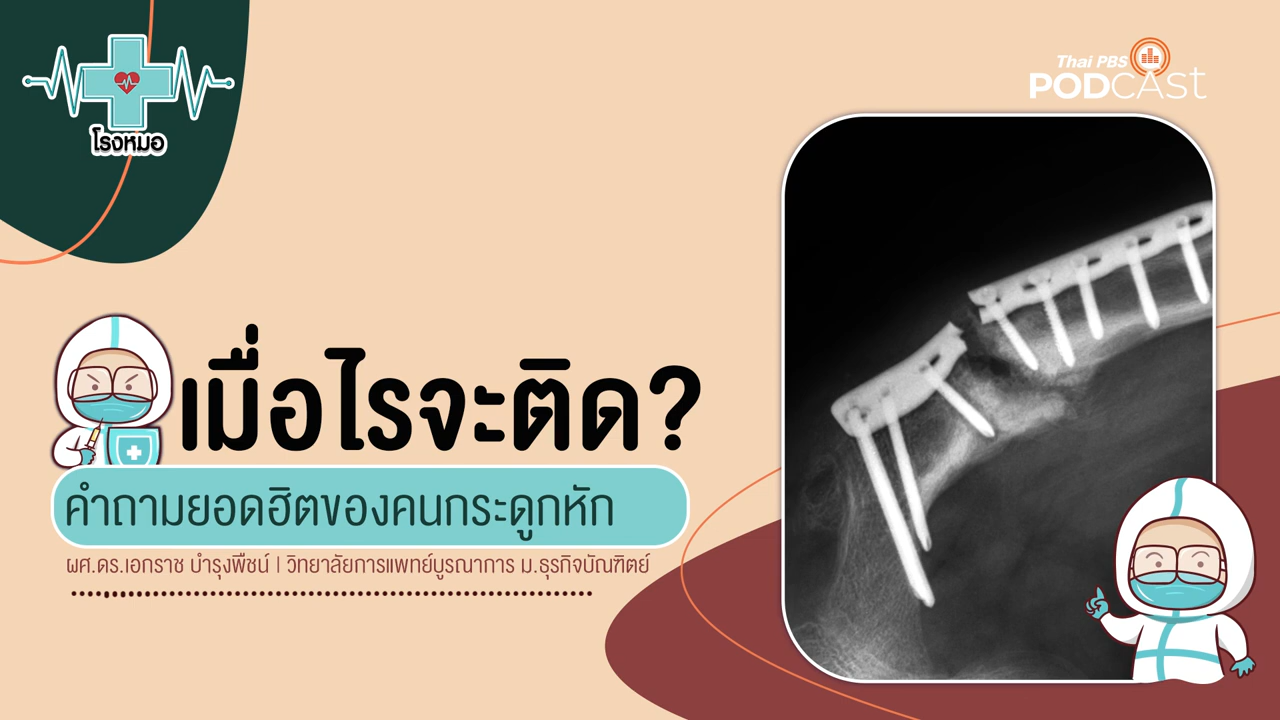 โรงหมอ
Thai PBS
PODCAST
เมื่อไรจะติด?
คำถามยอดฮิตของคนกระดูกหัก
ผศ.ดร.เอกราช บำรุงพืชน์ | วิทยาลัยการแพทย์บูรณาการ ม.ธุรกิจบัณฑิตย์